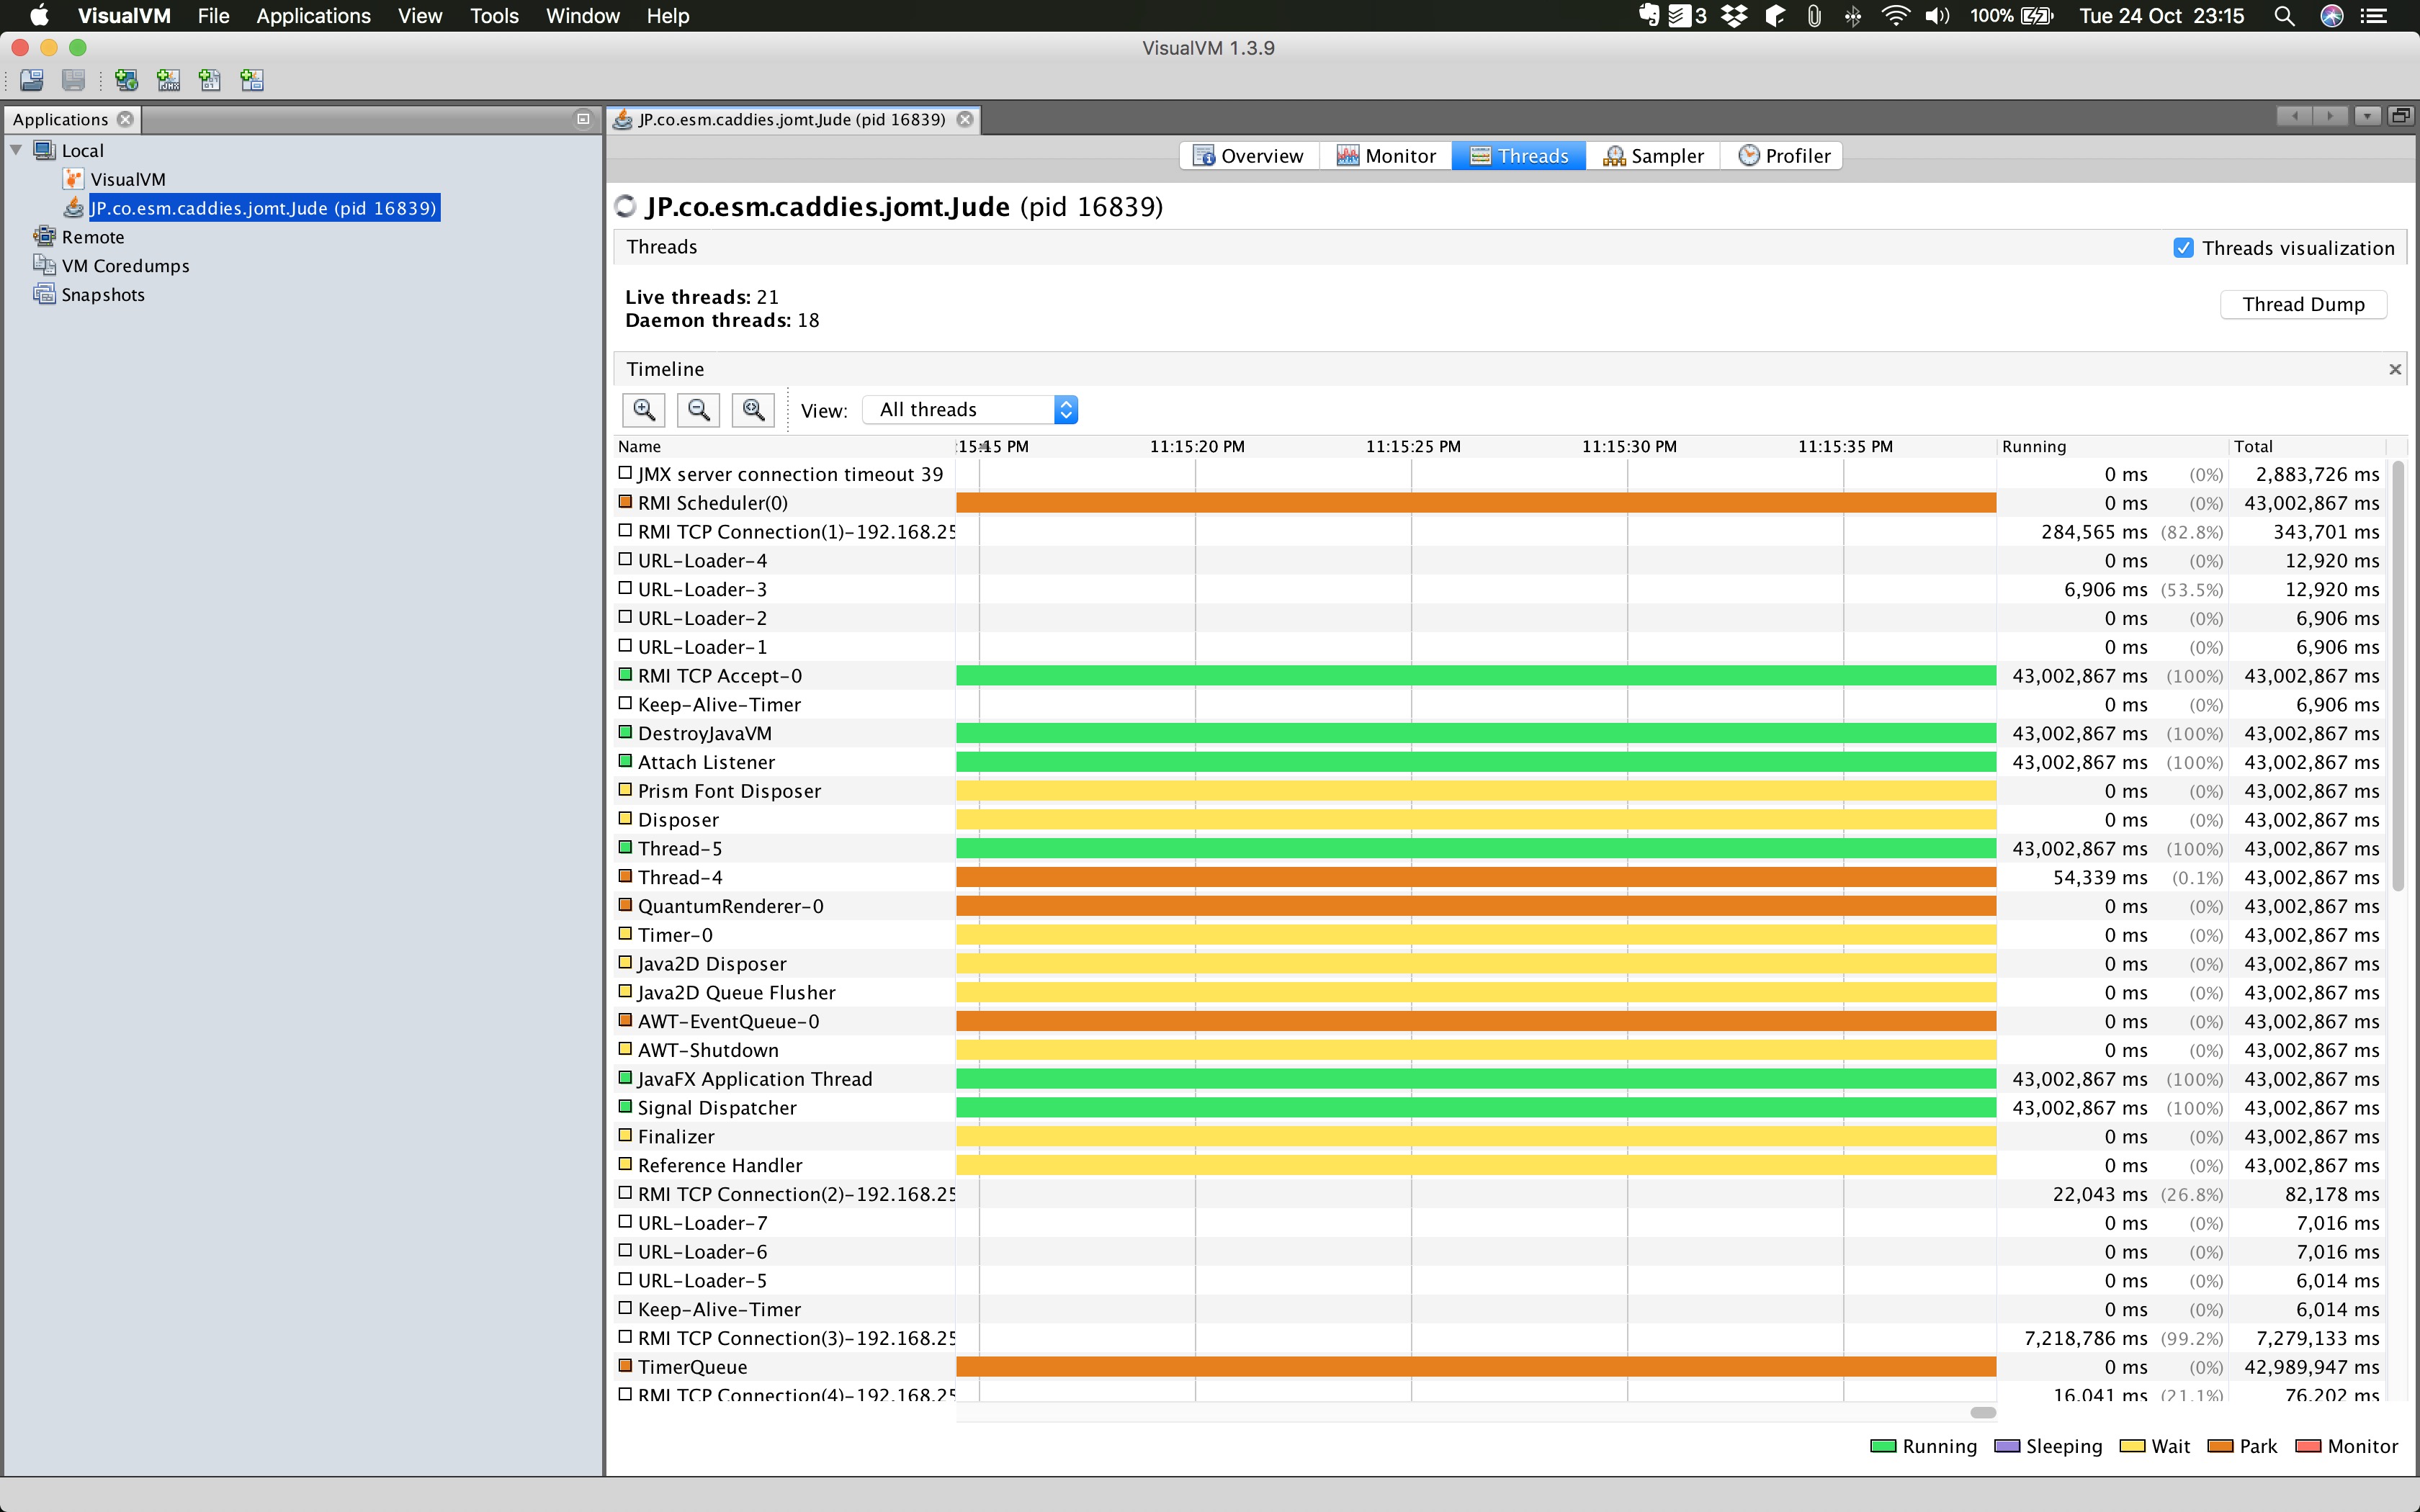 VisualVM File Applications View Tools Window Help 3 100% Tue 24 Oct 23:15
VisualVM 1.3.9
Applications
JP.co.esm.caddies.jomt.Jude (pid 16839)
Local
VisualVM
JP.co.esm.caddies.jomt.Jude (pid 16839)
Remote
VM Coredumps
Snapshots
Overview Monitor Threads Sampler Profiler
JP.co.esm.caddies.jomt.Jude (pid 16839)
Threads Threads visualization
Live threads: 21
Daemon threads: 18
Thread Dump
Timeline
View: All threads
Name :15:15 PM 11:15:20 PM 11:15:25 PM 11:15:30 PM 11:15:35 PM Running Total
JMX server connection timeout 39 0 ms (0%) 2,883,726 ms
RMI Scheduler(0) 0 ms (0%) 43,002,867 ms
RMI TCP Connection(1)-192.168.25 284,565 ms (82.8%) 343,701 ms
URL-Loader-4 0 ms (0%) 12,920 ms
URL-Loader-3 6,906 ms (53.5%) 12,920 ms
URL-Loader-2 0 ms (0%) 6,906 ms
URL-Loader-1 0 ms (0%) 6,906 ms
RMI TCP Accept-0 43,002,867 ms (100%) 43,002,867 ms
Keep-Alive-Timer 0 ms (0%) 6,906 ms
DestroyJavaVM 43,002,867 ms (100%) 43,002,867 ms
Attach Listener 43,002,867 ms (100%) 43,002,867 ms
Prism Font Disposer 0 ms (0%) 43,002,867 ms
Disposer 0 ms (0%) 43,002,867 ms
Thread-5 43,002,867 ms (100%) 43,002,867 ms
Thread-4 54,339 ms (0.1%) 43,002,867 ms
QuantumRenderer-0 0 ms (0%) 43,002,867 ms
Timer-0 0 ms (0%) 43,002,867 ms
Java2D Disposer 0 ms (0%) 43,002,867 ms
Java2D Queue Flusher 0 ms (0%) 43,002,867 ms
AWT-EventQueue-0 0 ms (0%) 43,002,867 ms
AWT-Shutdown 0 ms (0%) 43,002,867 ms
JavaFX Application Thread 43,002,867 ms (100%) 43,002,867 ms
Signal Dispatcher 43,002,867 ms (100%) 43,002,867 ms
Finalizer 0 ms (0%) 43,002,867 ms
Reference Handler 0 ms (0%) 43,002,867 ms
RMI TCP Connection(2)-192.168.25 22,043 ms (26.8%) 82,178 ms
URL-Loader-7 0 ms (0%) 7,016 ms
URL-Loader-6 0 ms (0%) 7,016 ms
URL-Loader-5 0 ms (0%) 6,014 ms
Keep-Alive-Timer 0 ms (0%) 6,014 ms
RMI TCP Connection(3)-192.168.25 7,218,786 ms (99.2%) 7,279,133 ms
TimerQueue 0 ms (0%) 42,989,947 ms
RMI TCP Connection(4)-192.168.25 16,041 ms (21.1%) 76,202 ms
Running Sleeping Wait Park Monitor